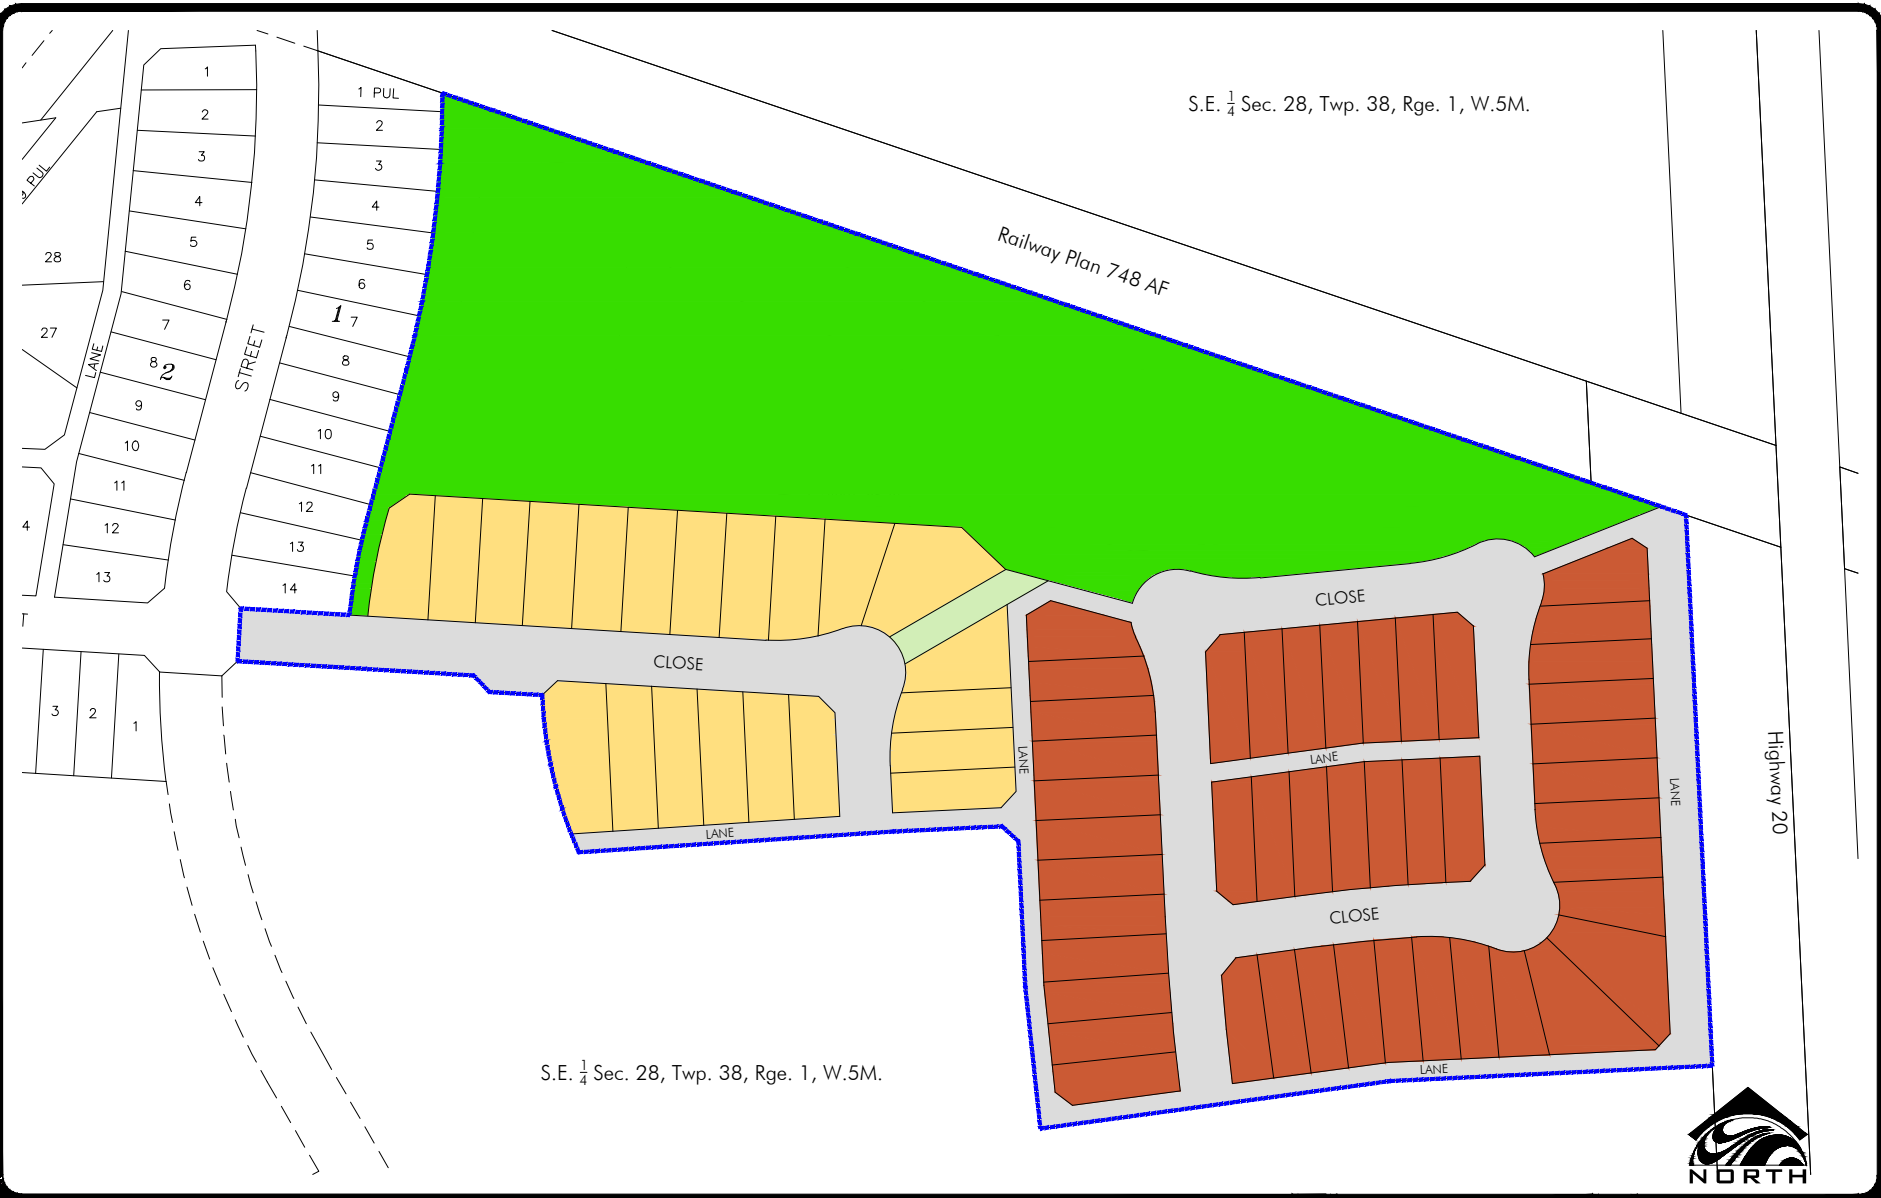 1
2
3
4
5
6
7
8
9
10
11
12
13
2
28
27
LANE
PUL
4
STREET
1 PUL
2
3
4
5
6
7
8
9
10
11
12
13
14
1
3
2
1
T
S.E. 1/4 Sec. 28, Twp. 38, Rge. 1, W.5M.
Railway Plan 748 AF
CLOSE
LANE
LANE
CLOSE
LANE
CLOSE
LANE
LANE
Highway 20
S.E. 1/4 Sec. 28, Twp. 38, Rge. 1, W.5M.
NORTH